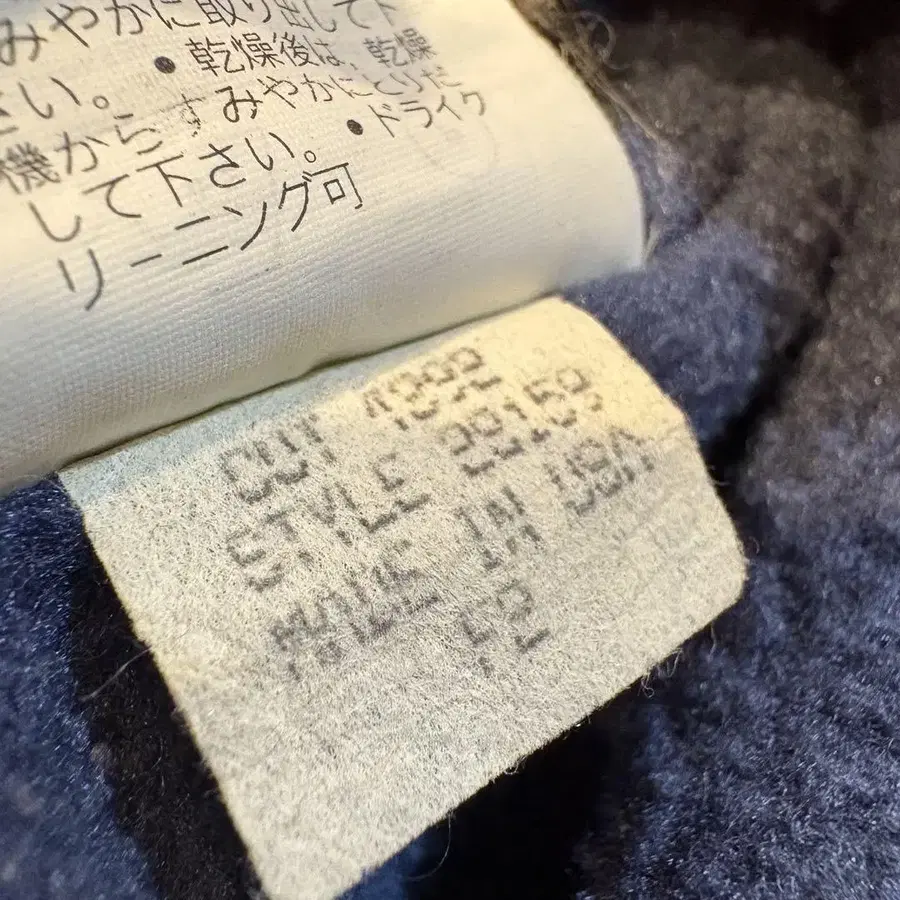 みやかに取り出して下
さい。●乾燥後は、乾燥
機からすみやかにとりだ
して下さい。●ドライク
リーニング可
CUT
STYLE
MADE IN USA